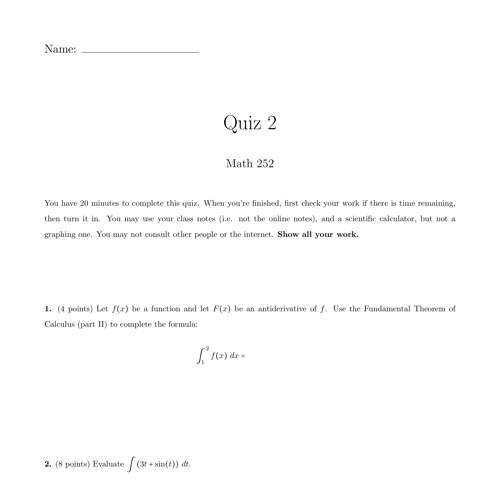 Name:
Quiz 2
Math 252
You have 20 minutes to complete this quiz. When you're finished, first check your work if there is time remaining,
then turn it in. You may use your class notes (i.e. not the online notes), and a scientific calculator, but not a
graphing one. You may not consult other people or the internet. Show all your work.
1. (4 points) Let f(x) be a function and let F(x) be an antiderivative of f. Use the Fundamental Theorem of
Calculus (part II) to complete the formula:
∫₁² f(x) dx =
2. (8 points) Evaluate ∫ (3t + sin(t)) dt.